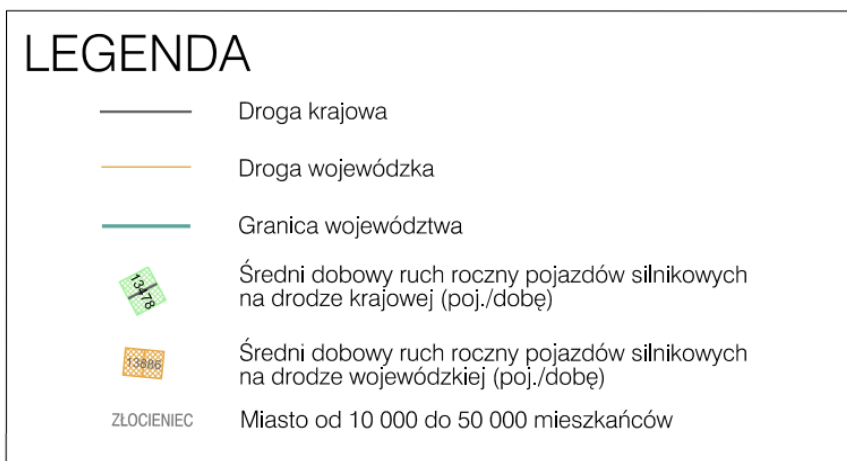 LEGENDA
Droga krajowa
Droga wojewódzka
Granica województwa
13478
Średni dobowy ruch roczny pojazdów silnikowych
na drodze krajowej (poj./dobę)
13886
Średni dobowy ruch roczny pojazdów silnikowych
na drodze wojewódzkiej (poj./dobę)
ZŁOCIENIEC
Miasto od 10 000 do 50 000 mieszkańców